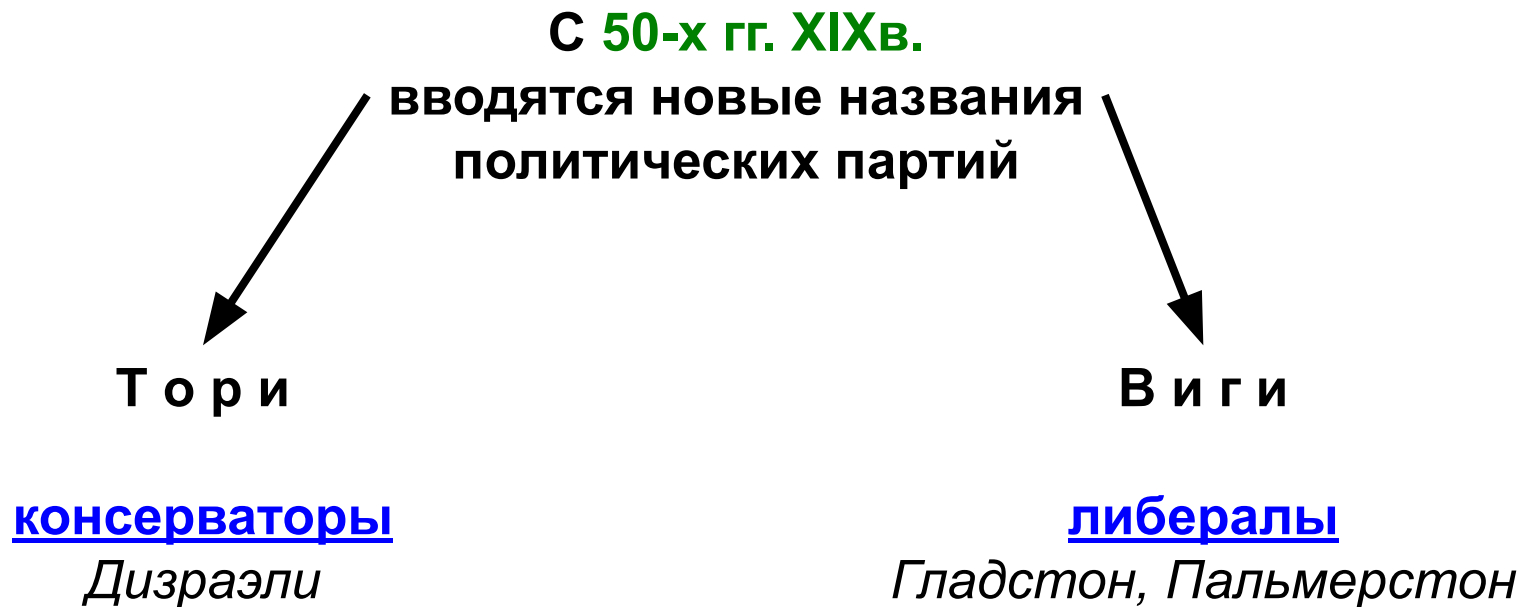 С 50-х гг. XIXв.
вводятся новые названия
политических партий
Т о р и
В и г и
консерваторы
либералы
Дизраэли
Гладстон, Пальмерстон